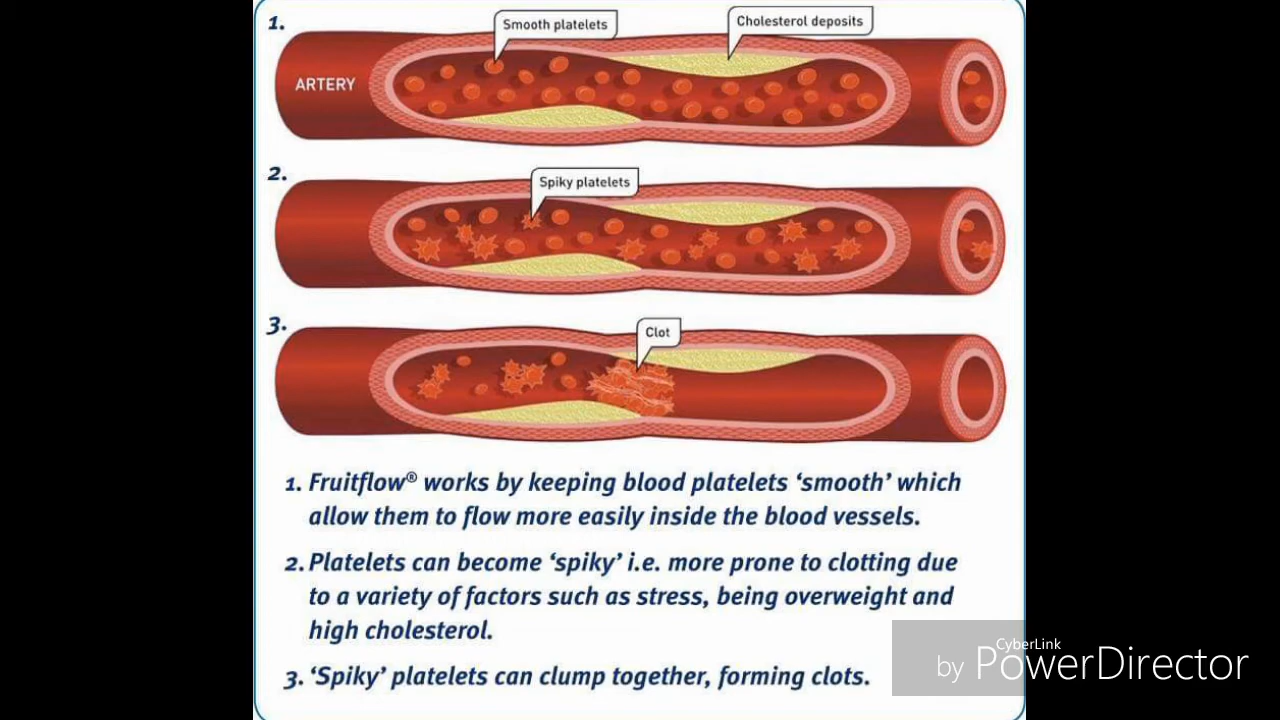 1.
Smooth platelets
Cholesterol deposits
ARTERY
2.
Spiky platelets
3.
Clot
1. Fruitflow® works by keeping blood platelets ‘smooth’ which
allow them to flow more easily inside the blood vessels.
2. Platelets can become ‘spiky’ i.e. more prone to clotting due
to a variety of factors such as stress, being overweight and
high cholesterol.
3. ‘Spiky’ platelets can clump together, forming clots.
CyberLink
by PowerDirector